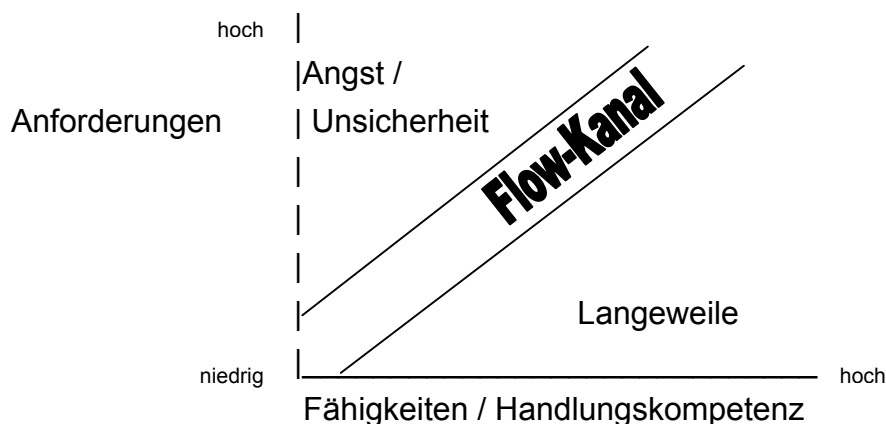 hoch
Angst /
Anforderungen
Unsicherheit
Flow-Kanal
Langeweile
niedrig
hoch
Fähigkeiten / Handlungskompetenz